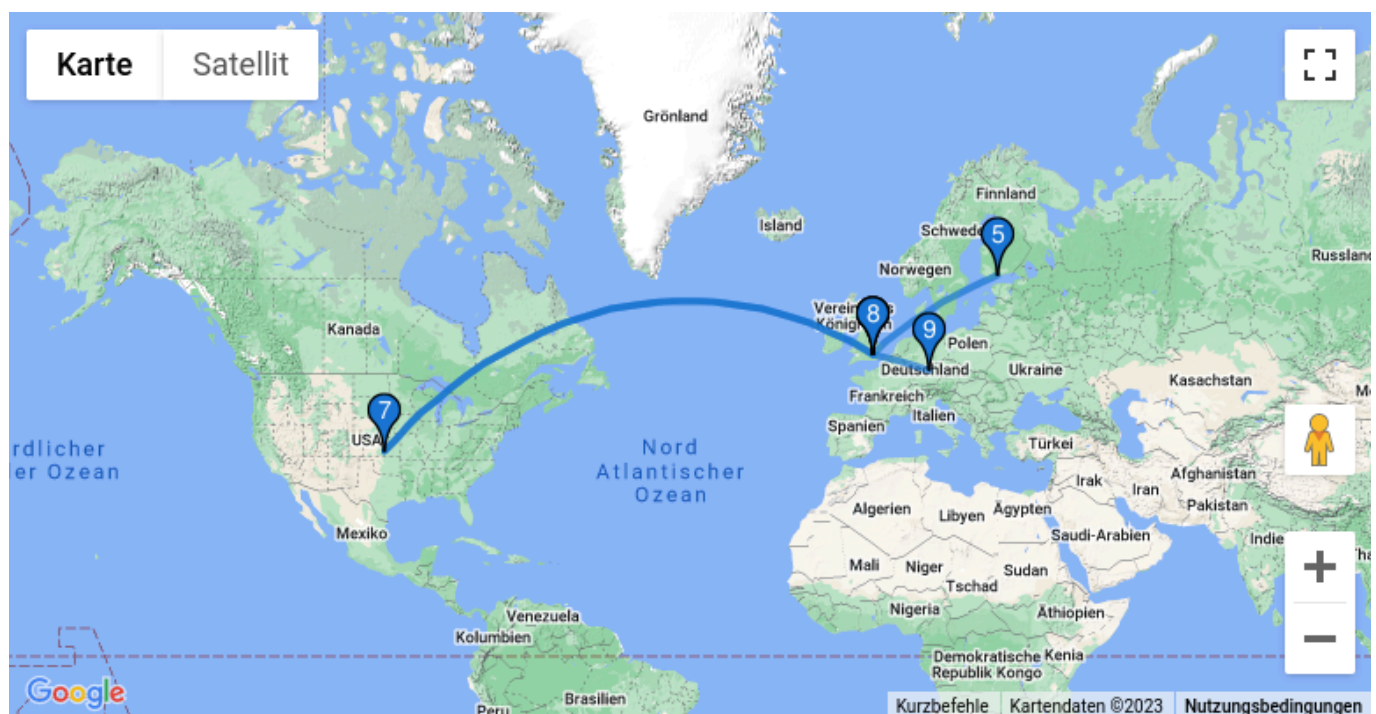 Karte
Satellit
Grönland
Finnland
Island
Schwede
5
Russland
Norwegen
Kanada
8
9
Polen
Deutschland
Ukraine
Kasachstan
Frankreich
7
USA
Italien
Spanien
Türkei
rdlicher
er Ozean
Nord
Atlantischer
Ozean
Afghanistan
Irak
Iran
Pakistan
Algerien
Libyen
Ägypten
Mexiko
Saudi-Arabien
Indie
Mali
Niger
Sudan
Tschad
Venezuela
Nigeria
Äthiopien
Kolumbien
Demokratische
Republik Kongo
Kenia
Google
Brasilien
Peru
Kurzbefehle
Kartendaten ©2023
Nutzungsbedingungen